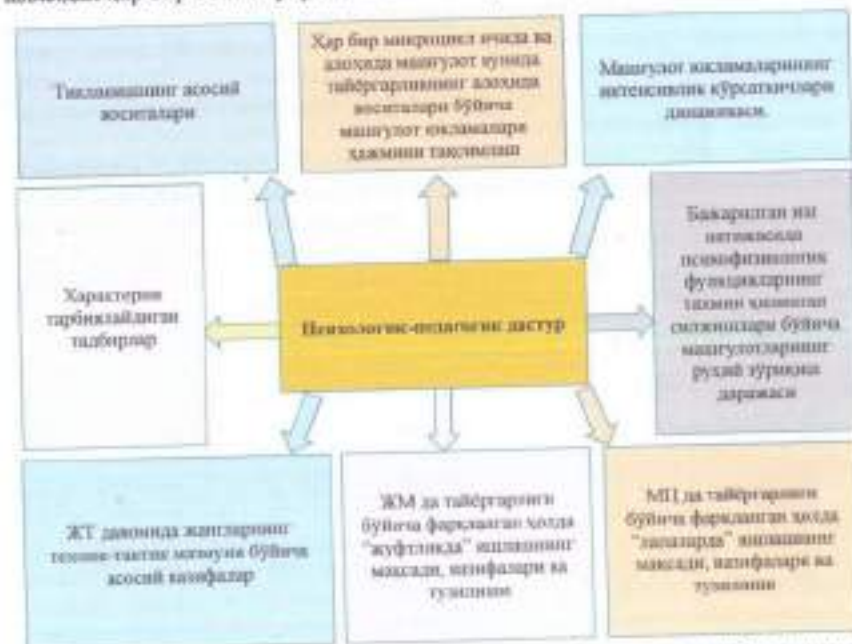 Тикланишнинг асосий
воситалари
Ҳар бир микроцикл ичида ва
алоҳида машғулот кунида
тайёргарликнинг алоҳида
воситалари бўйича
машғулот юкламалари
ҳажмини тақсимлаш
Машғулот юкламаларининг
интенсивлик кўрсаткичлари
динамикаси.
Характерни
тарбиялайдиган
тадбирлар
Психологик-педагогик дастур
Бажарилган иш
натижасида
психофизиологик
функцияларнинг
тахмин қилинган
силжишлари бўйича
машғулотларнинг
руҳий зўриқиш
даражаси
ЖТ давомида жангларнинг
техник-тактик мазмуни бўйича
асосий вазифалар
ЖМ да тайёргарлиги
бўйича фарқланган ҳолда
"жуфтликда" ишлашнинг
мақсади, вазифалари ва
тузилиши
МЦ да тайёргарлиги
бўйича фарқланган ҳолда
"лапаларда" ишлашнинг
мақсади, вазифалари ва
тузилиши